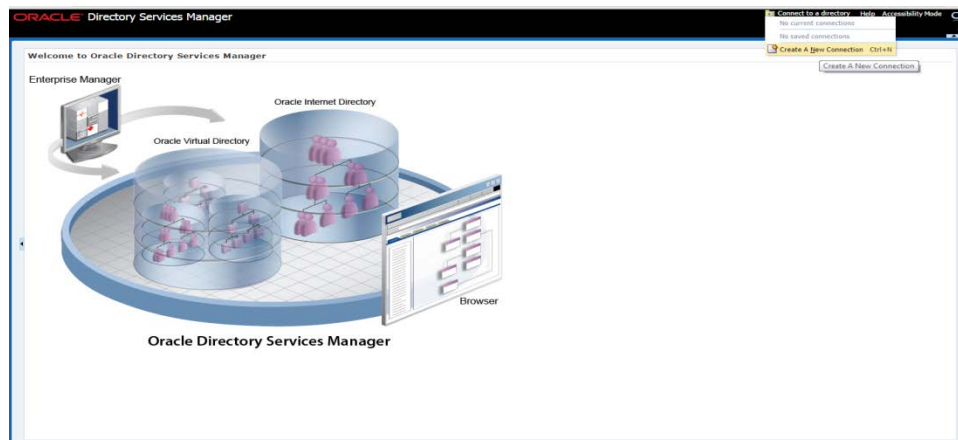 ORACLE Directory Services Manager
Connect to a directory Help Accessibility Mode
No current connections
No saved connections
Create A New Connection Ctrl+N
Create A New Connection
Welcome to Oracle Directory Services Manager
Enterprise Manager
Oracle Internet Directory
Oracle Virtual Directory
Browser
Oracle Directory Services Manager